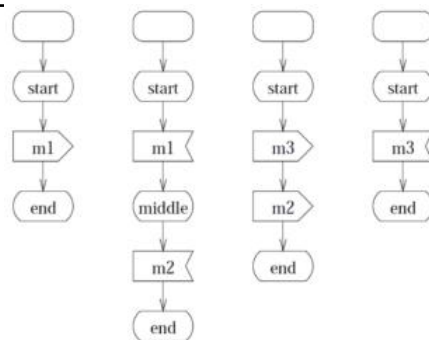 start start start start
m1 m1 m3 m3
end middle m2 end
m2 end
end